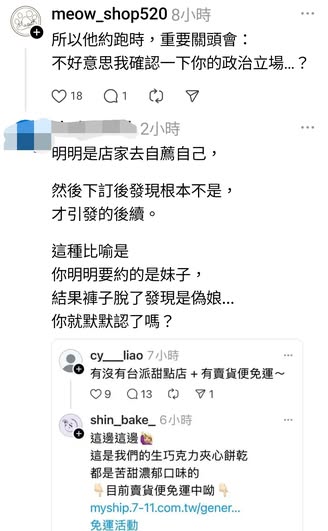 meow_shop520 8小時
所以他約跑時，重要關頭會：
不好意思我確認一下你的政治立場...？
18 1
2小時
明明是店家去自薦自己，
然後下訂後發現根本不是，
才引發的後續。
這種比喻是
你明明要約的是妹子，
結果褲子脫了發現是偽娘...
你就默默認了嗎？
cy___liao 7小時
有沒有台派甜點店 + 有賣貨便免運～
9 13 1
shin_bake_ 6小時
這邊這邊🙋🏻‍♀️
這是我們的生巧克力夾心餅乾
都是苦甜濃郁口味的
👇🏻目前賣貨便免運中呦👇🏻
myship.7-11.com.tw/gener...
免運活動